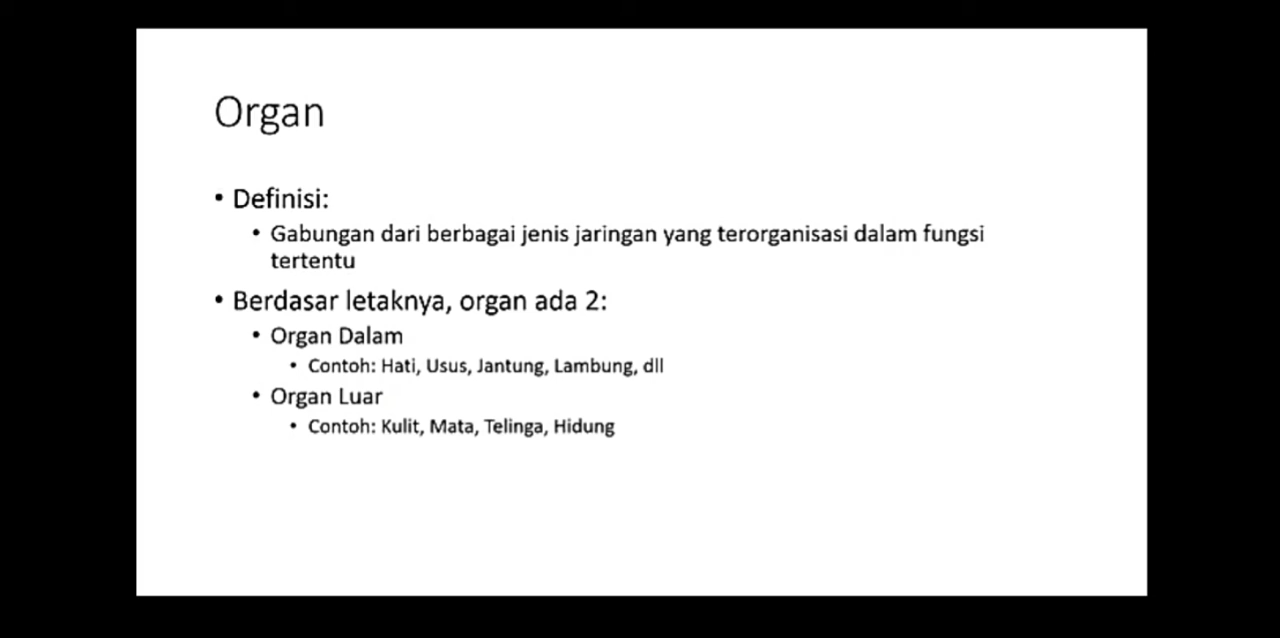 Organ
• Definisi:
• Gabungan dari berbagai jenis jaringan yang terorganisasi dalam fungsi
tertentu
• Berdasar letaknya, organ ada 2:
• Organ Dalam
• Contoh: Hati, Usus, Jantung, Lambung, dll
• Organ Luar
• Contoh: Kulit, Mata, Telinga, Hidung